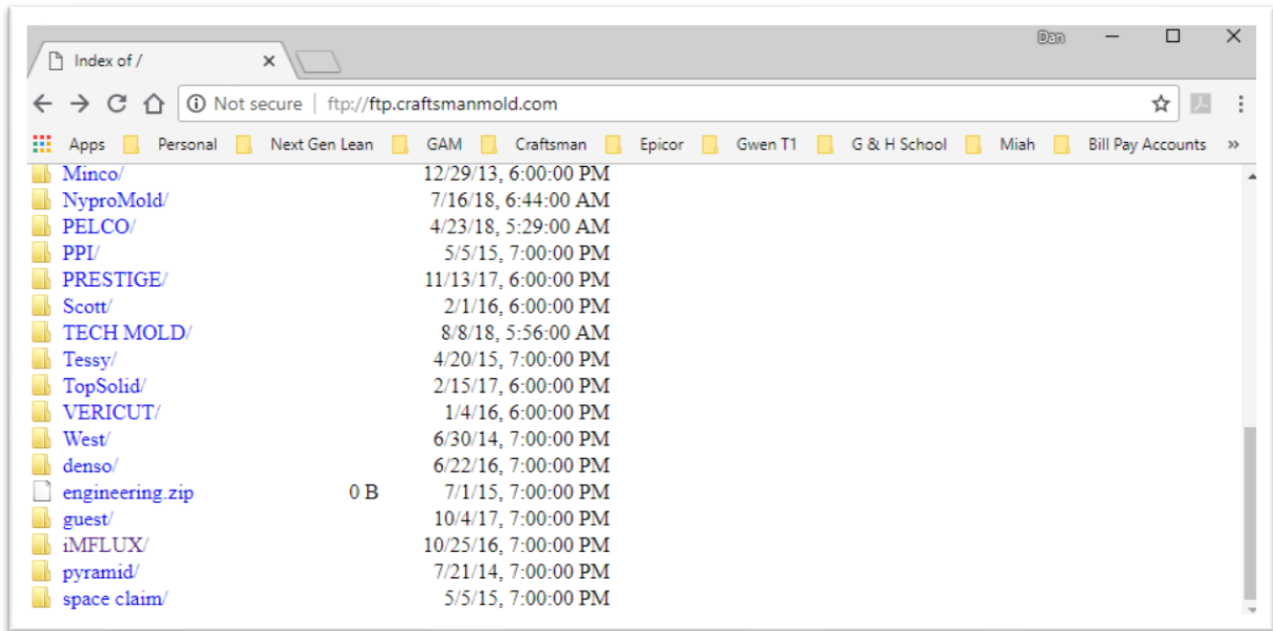 Dan
Index of /
Not secure | ftp://ftp.craftsmanmold.com
Apps Personal Next Gen Lean GAM Craftsman Epicor Gwen T1 G & H School Miah Bill Pay Accounts »
Minco/ 12/29/13, 6:00:00 PM
NyproMold/ 7/16/18, 6:44:00 AM
PELCO/ 4/23/18, 5:29:00 AM
PPI/ 5/5/15, 7:00:00 PM
PRESTIGE/ 11/13/17, 6:00:00 PM
Scott/ 2/1/16, 6:00:00 PM
TECH MOLD/ 8/8/18, 5:56:00 AM
Tessy/ 4/20/15, 7:00:00 PM
TopSolid/ 2/15/17, 6:00:00 PM
VERICUT/ 1/4/16, 6:00:00 PM
West/ 6/30/14, 7:00:00 PM
denso/ 6/22/16, 7:00:00 PM
engineering.zip 0 B 7/1/15, 7:00:00 PM
guest/ 10/4/17, 7:00:00 PM
iMFLUX/ 10/25/16, 7:00:00 PM
pyramid/ 7/21/14, 7:00:00 PM
space claim/ 5/5/15, 7:00:00 PM